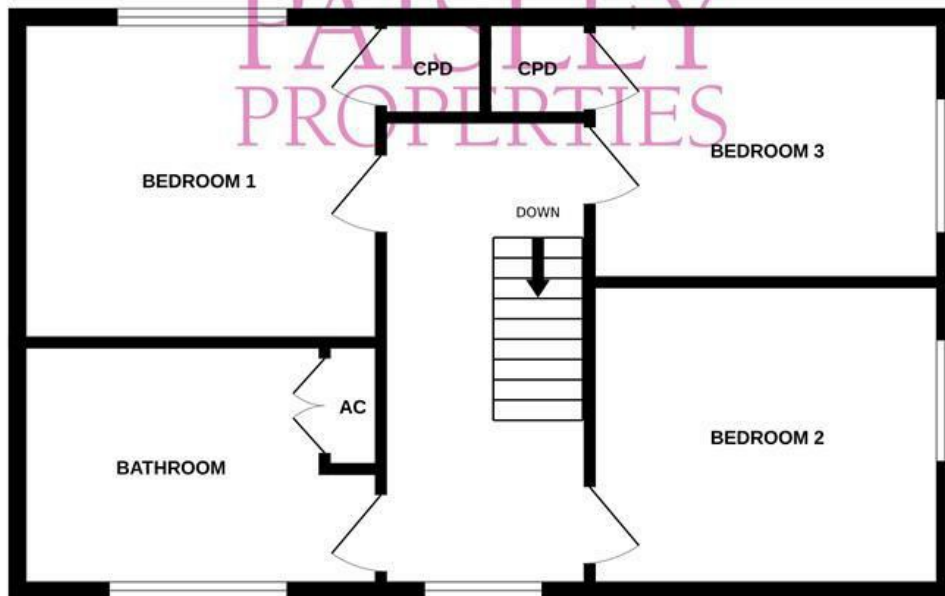 PAISLEY
PROPERTIES
CPD
CPD
BEDROOM 1
BEDROOM 3
DOWN
AC
BATHROOM
BEDROOM 2